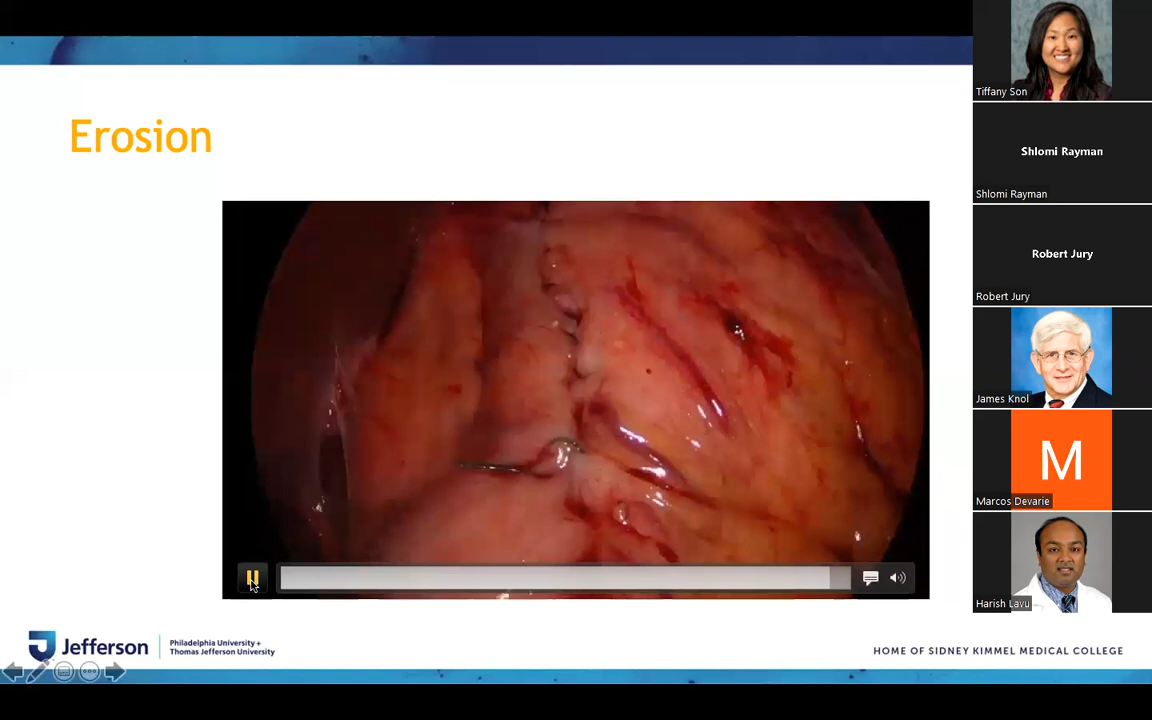 Erosion
Jefferson
Philadelphia University +
Thomas Jefferson University
HOME OF SIDNEY KIMMEL MEDICAL COLLEGE
Tiffany Son
Shlomi Rayman
Shlomi Rayman
Robert Jury
Robert Jury
James Knol
M
Marcos Devarie
Harish Lavu